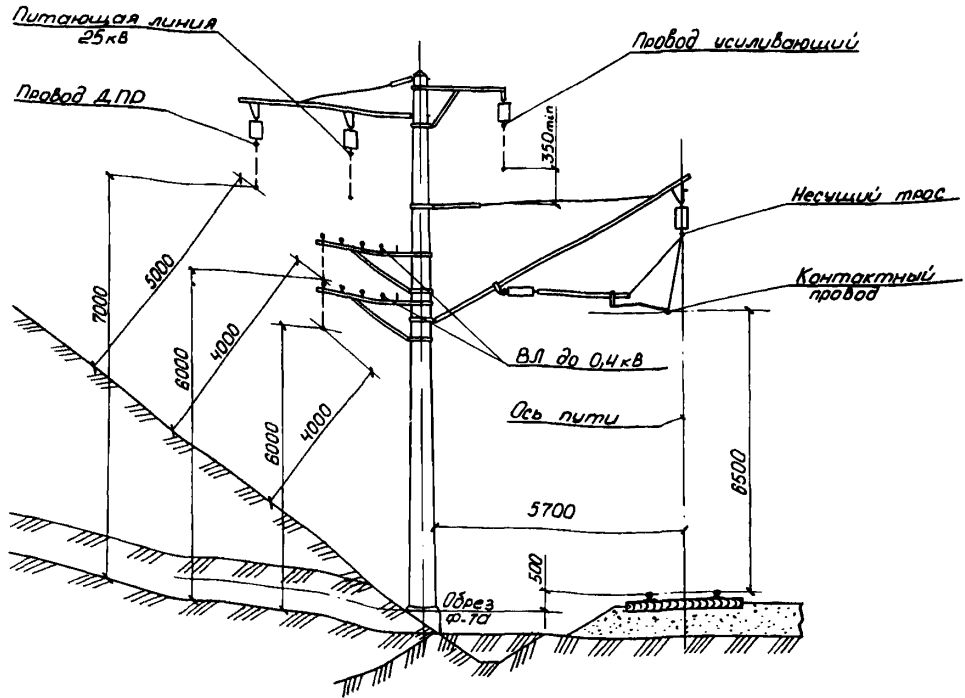 Питающая линия
25кв
Провод усиливающий
Провод ДПР
350min
Несущий трос
Контактный
провод
7000
5000
6000
4000
6000
4000
ВЛ до 0,4кВ
Ось пути
6500
5700
500
Обрез
ф-та